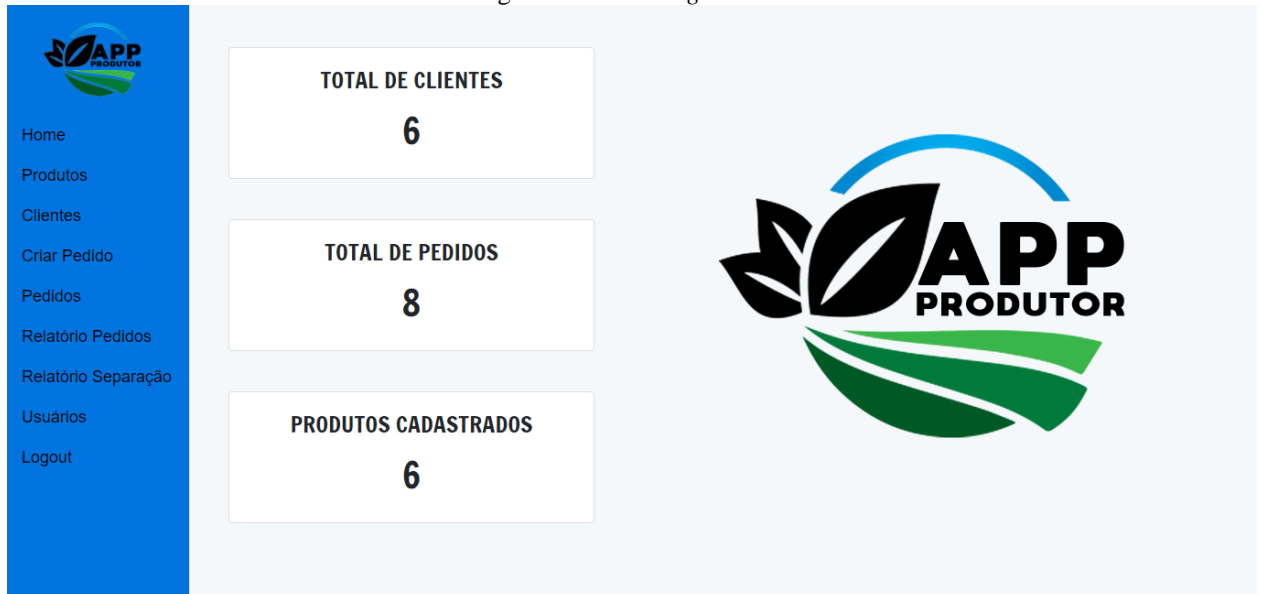 APP
PRODUTOR
Home
Produtos
Clientes
Criar Pedido
Pedidos
Relatório Pedidos
Relatório Separação
Usuários
Logout
TOTAL DE CLIENTES
6
TOTAL DE PEDIDOS
8
PRODUTOS CADASTRADOS
6
APP
PRODUTOR